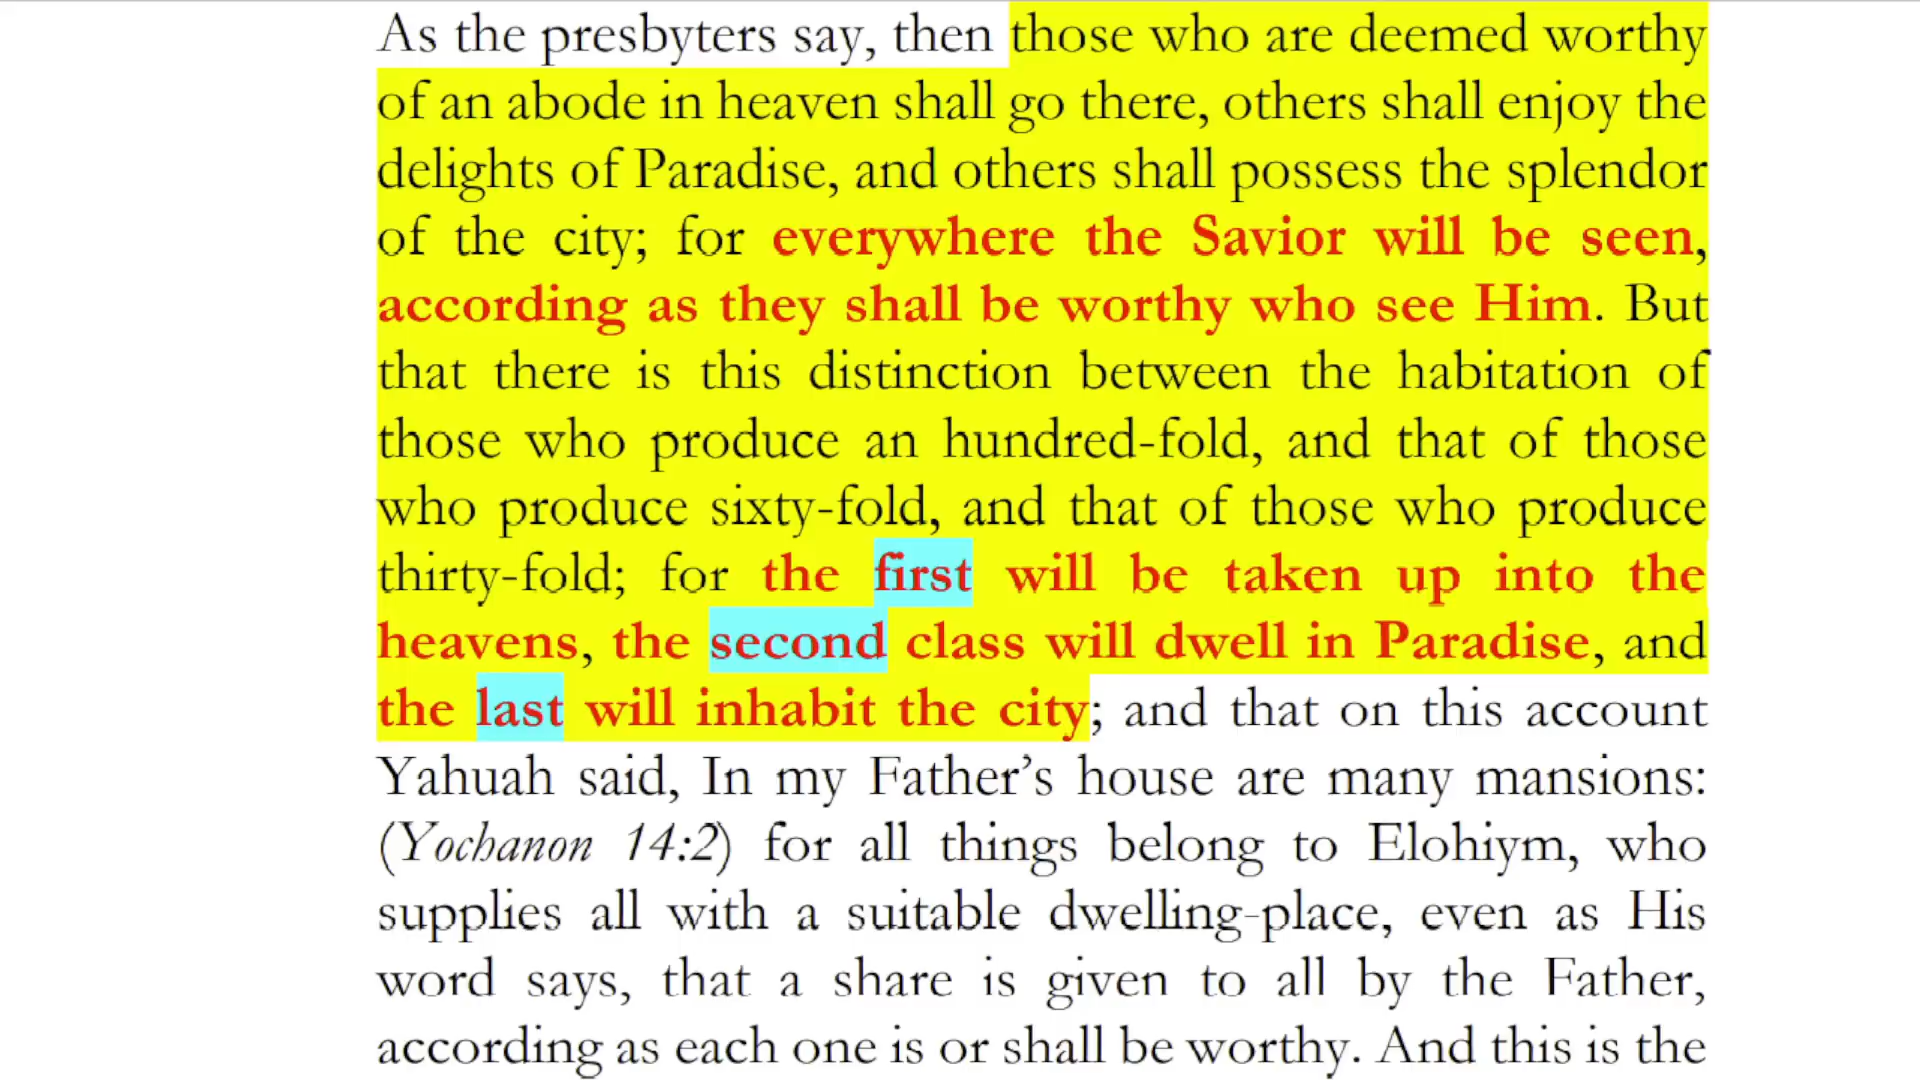 As the presbyters say, then those who are deemed worthy
of an abode in heaven shall go there, others shall enjoy the
delights of Paradise, and others shall possess the splendor
of the city; for everywhere the Savior will be seen,
according as they shall be worthy who see Him. But
that there is this distinction between the habitation of
those who produce an hundred-fold, and that of those
who produce sixty-fold, and that of those who produce
thirty-fold; for the first will be taken up into the
heavens, the second class will dwell in Paradise, and
the last will inhabit the city; and that on this account
Yahuah said, In my Father’s house are many mansions:
(Yochanon 14:2) for all things belong to Elohiym, who
supplies all with a suitable dwelling-place, even as His
word says, that a share is given to all by the Father,
according as each one is or shall be worthy. And this is the